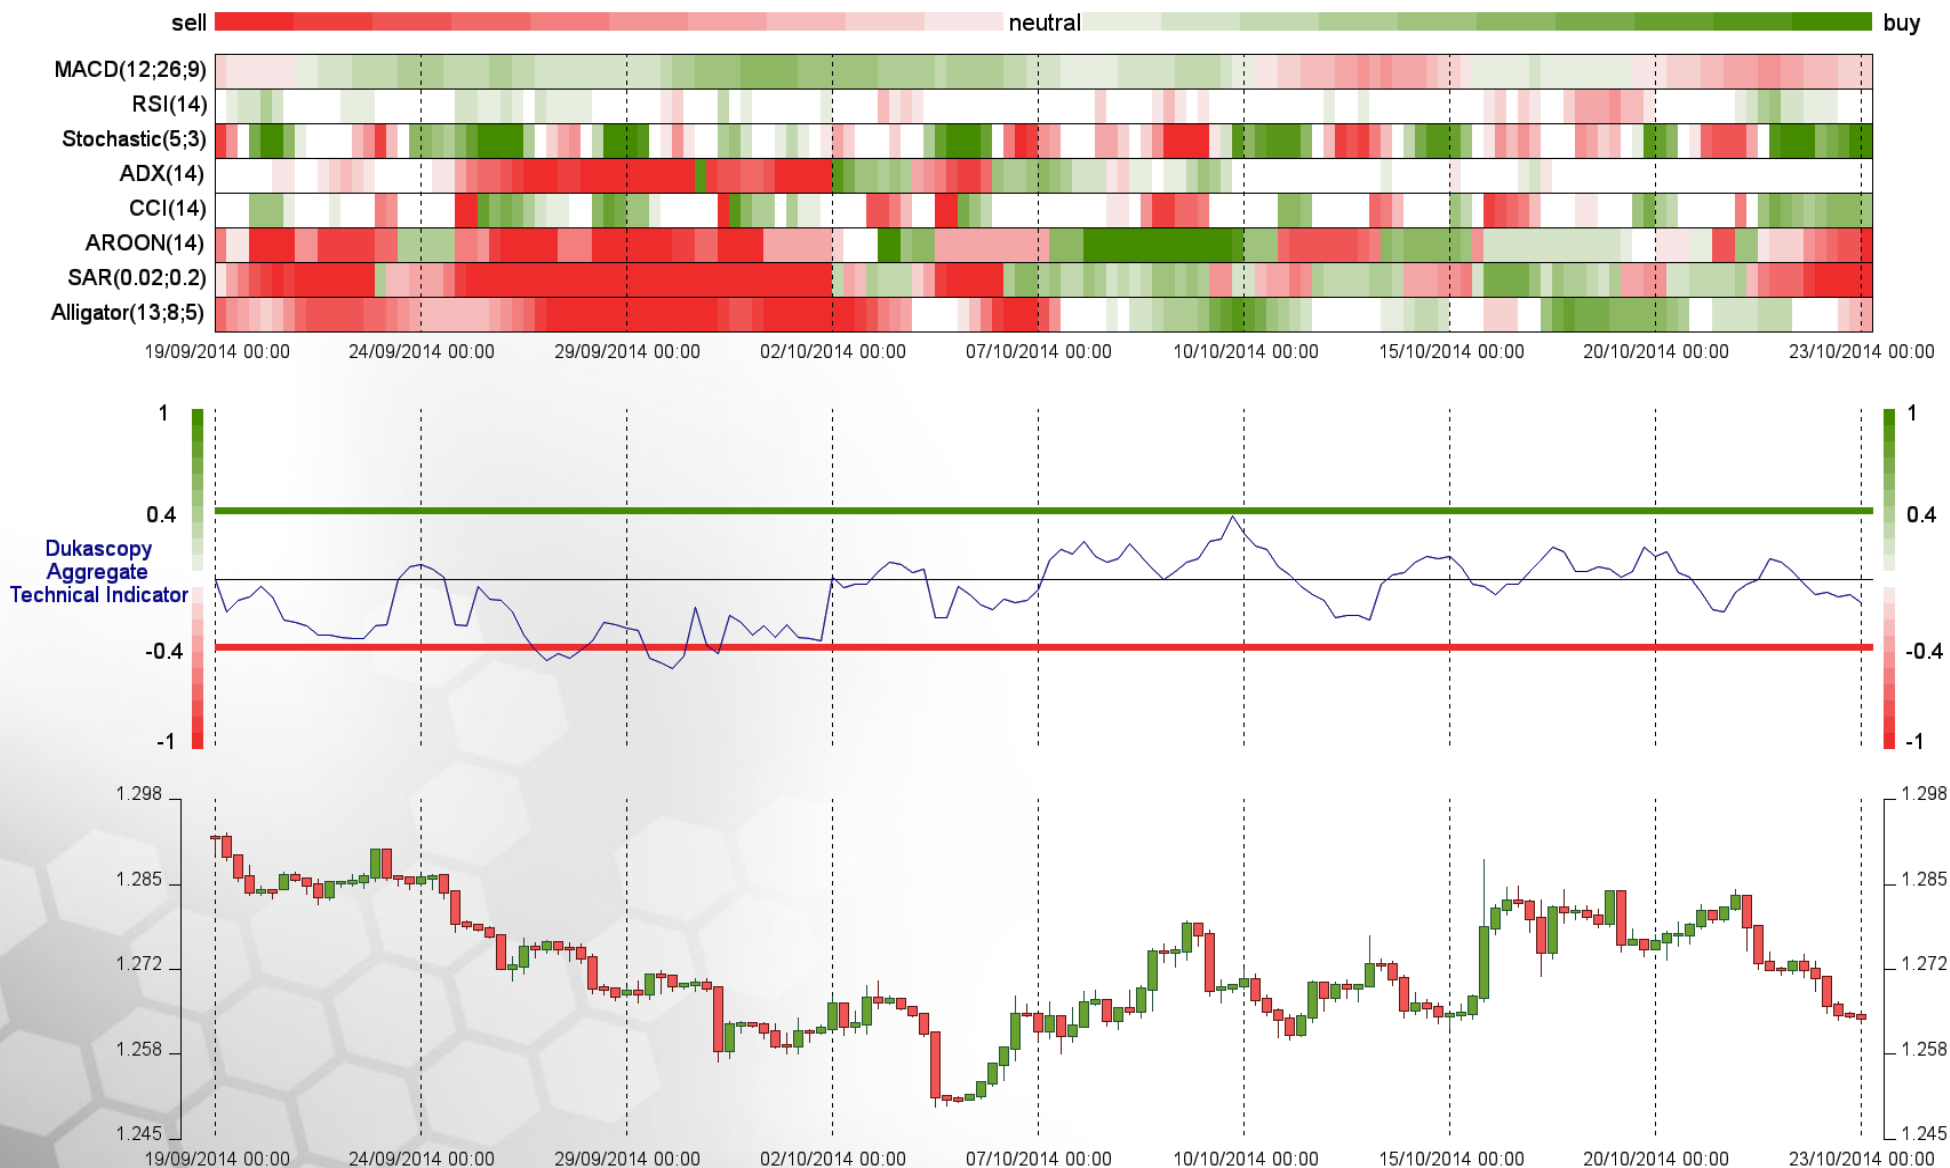 sell neutral buy
MACD(12;26;9)
RSI(14)
Stochastic(5;3)
ADX(14)
CCI(14)
AROON(14)
SAR(0.02;0.2)
Alligator(13;8;5)
19/09/2014 00:00 24/09/2014 00:00 29/09/2014 00:00 02/10/2014 00:00 07/10/2014 00:00 10/10/2014 00:00 15/10/2014 00:00 20/10/2014 00:00 23/10/2014 00:00
1 1
0.4 0.4
Dukascopy
Aggregate
Technical Indicator
-0.4 -0.4
-1 -1
1.298 1.298
1.285 1.285
1.272 1.272
1.258 1.258
1.245 1.245
19/09/2014 00:00 24/09/2014 00:00 29/09/2014 00:00 02/10/2014 00:00 07/10/2014 00:00 10/10/2014 00:00 15/10/2014 00:00 20/10/2014 00:00 23/10/2014 00:00